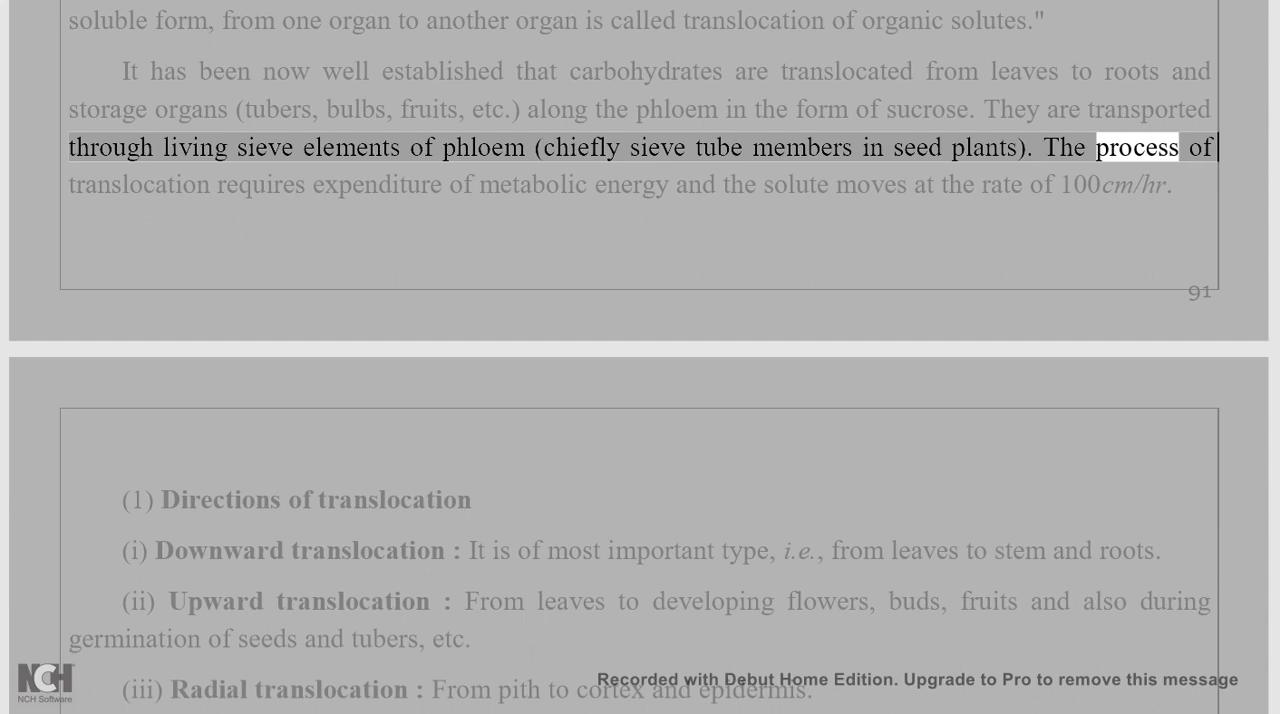 soluble form, from one organ to another organ is called translocation of organic solutes."
It has been now well established that carbohydrates are translocated from leaves to roots and
storage organs (tubers, bulbs, fruits, etc.) along the phloem in the form of sucrose. They are transported
through living sieve elements of phloem (chiefly sieve tube members in seed plants). The process of
translocation requires expenditure of metabolic energy and the solute moves at the rate of 100cm/hr.
91
(1) Directions of translocation
(i) Downward translocation : It is of most important type, i.e., from leaves to stem and roots.
(ii) Upward translocation : From leaves to developing flowers, buds, fruits and also during
germination of seeds and tubers, etc.
(iii) Radial translocation : From pith to cortex and epidermis.
Recorded with Debut Home Edition. Upgrade to Pro to remove this message
NCH
NCH Software